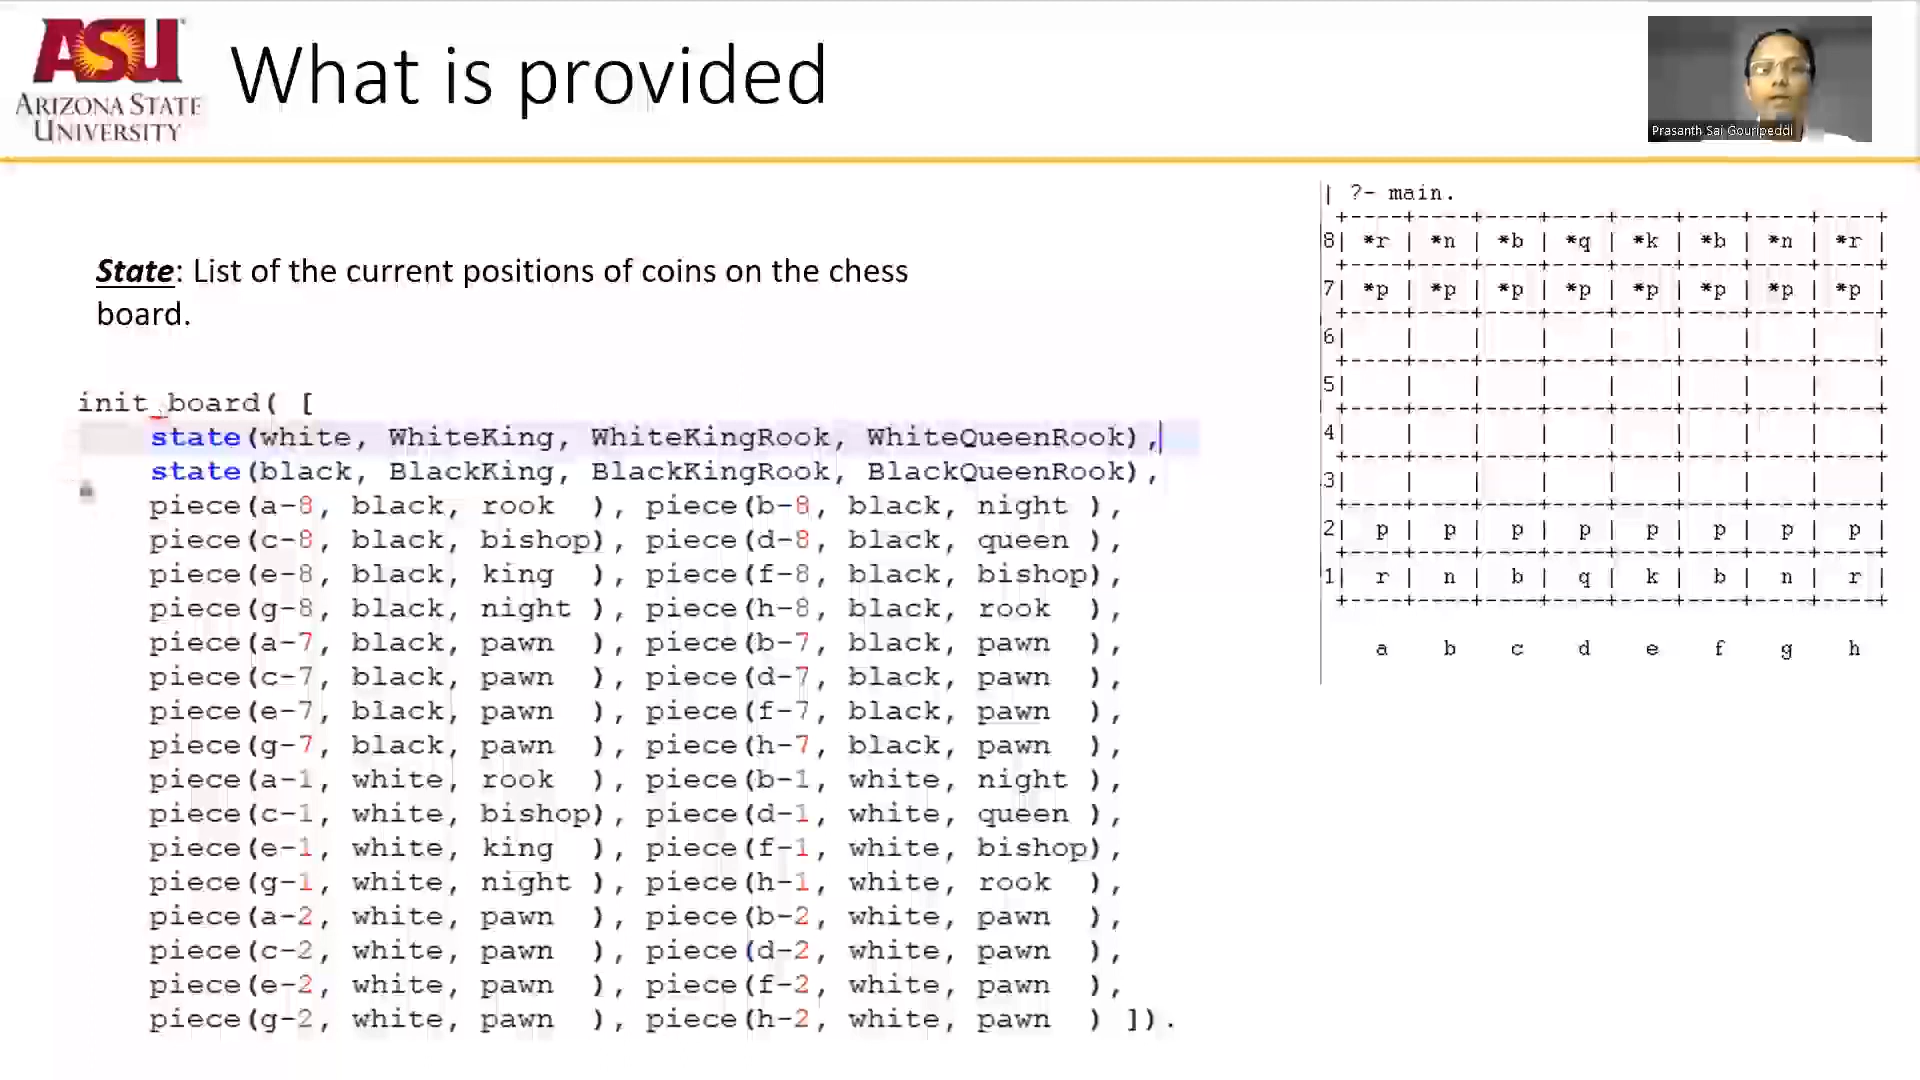 ASU
ARIZONA STATE
UNIVERSITY
What is provided
Prasanth Sai Gouripeddi
State: List of the current positions of coins on the chess
board.
init_board( [
state(white, WhiteKing, WhiteKingRook, WhiteQueenRook),
state(black, BlackKing, BlackKingRook, BlackQueenRook),
piece(a-8, black, rook  ), piece(b-8, black, night ),
piece(c-8, black, bishop), piece(d-8, black, queen ),
piece(e-8, black, king  ), piece(f-8, black, bishop),
piece(g-8, black, night ), piece(h-8, black, rook  ),
piece(a-7, black, pawn  ), piece(b-7, black, pawn  ),
piece(c-7, black, pawn  ), piece(d-7, black, pawn  ),
piece(e-7, black, pawn  ), piece(f-7, black, pawn  ),
piece(g-7, black, pawn  ), piece(h-7, black, pawn  ),
piece(a-1, white, rook  ), piece(b-1, white, night ),
piece(c-1, white, bishop), piece(d-1, white, queen ),
piece(e-1, white, king  ), piece(f-1, white, bishop),
piece(g-1, white, night ), piece(h-1, white, rook  ),
piece(a-2, white, pawn  ), piece(b-2, white, pawn  ),
piece(c-2, white, pawn  ), piece(d-2, white, pawn  ),
piece(e-2, white, pawn  ), piece(f-2, white, pawn  ),
piece(g-2, white, pawn  ), piece(h-2, white, pawn  ) ]).
| ?- main.
+----+----+----+----+----+----+----+----+
8| *r | *n | *b | *q | *k | *b | *n | *r |
+----+----+----+----+----+----+----+----+
7| *p | *p | *p | *p | *p | *p | *p | *p |
+----+----+----+----+----+----+----+----+
6|    |    |    |    |    |    |    |    |
+----+----+----+----+----+----+----+----+
5|    |    |    |    |    |    |    |    |
+----+----+----+----+----+----+----+----+
4|    |    |    |    |    |    |    |    |
+----+----+----+----+----+----+----+----+
3|    |    |    |    |    |    |    |    |
+----+----+----+----+----+----+----+----+
2|  p |  p |  p |  p |  p |  p |  p |  p |
+----+----+----+----+----+----+----+----+
1|  r |  n |  b |  q |  k |  b |  n |  r |
+----+----+----+----+----+----+----+----+
a b c d e f g h